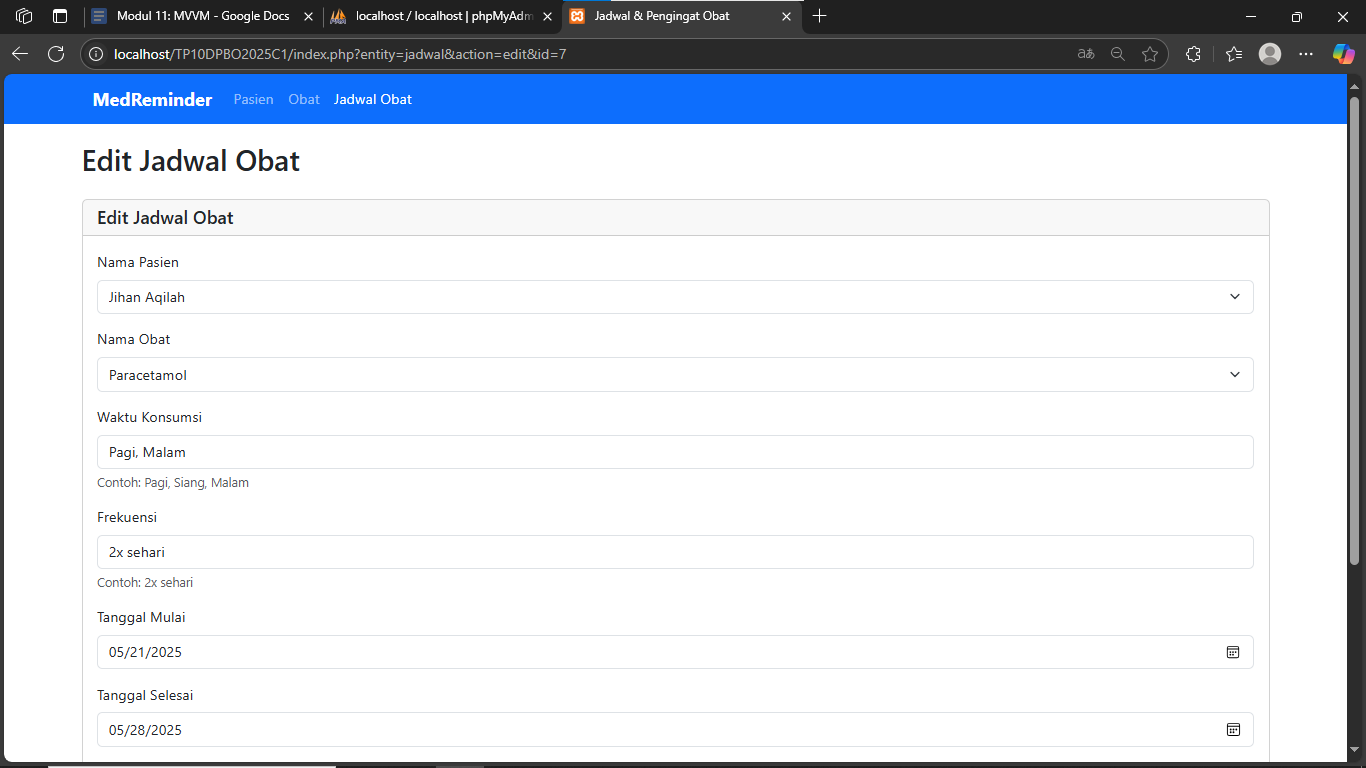 Modul 11: MVVM - Google Docs
localhost / localhost | phpMyAdm
Jadwal & Pengingat Obat
localhost/TP10DPBO2025C1/index.php?entity=jadwal&action=edit&id=7
MedReminder Pasien Obat Jadwal Obat
Edit Jadwal Obat
Edit Jadwal Obat
Nama Pasien
Jihan Aqilah
Nama Obat
Paracetamol
Waktu Konsumsi
Pagi, Malam
Contoh: Pagi, Siang, Malam
Frekuensi
2x sehari
Contoh: 2x sehari
Tanggal Mulai
05/21/2025
Tanggal Selesai
05/28/2025